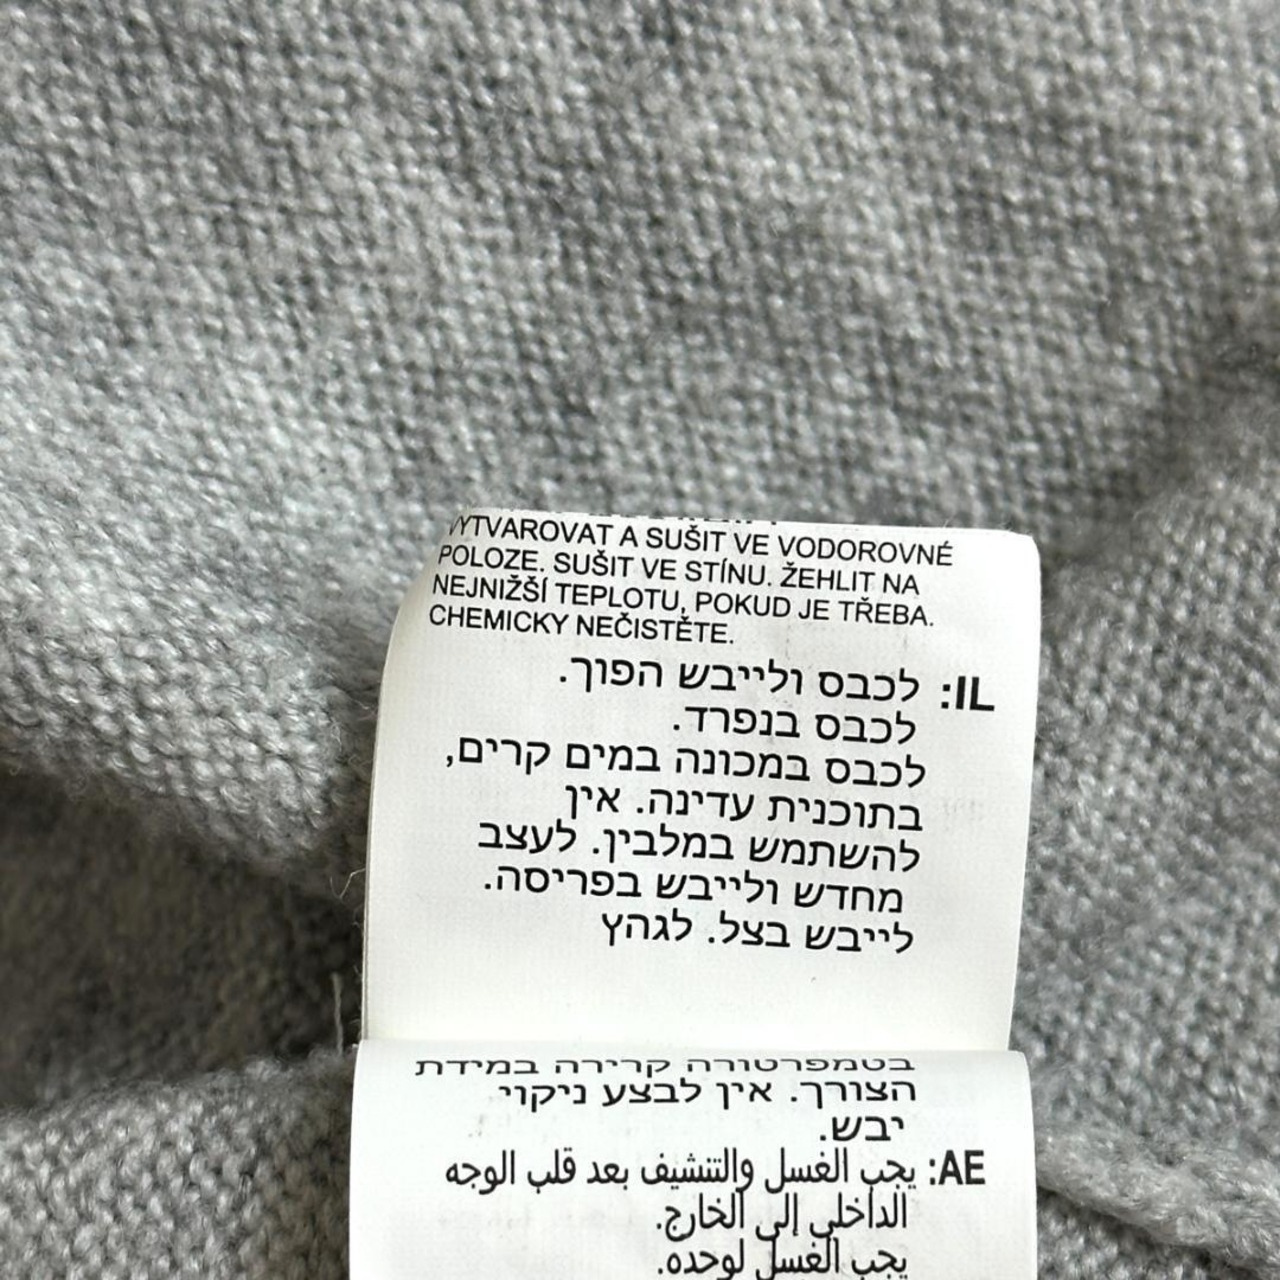 VYTVAROVAT A SUŠIT VE VODOROVNÉ
POLOZE. SUŠIT VE STÍNU. ŽEHLIT NA
NEJNIŽŠÍ TEPLOTU, POKUD JE TŘEBA.
CHEMICKY NEČISTĚTE.
IL: לכבס ולייבש הפוך.
לכבס בנפרד.
לכבס במכונה במים קרים,
בתוכנית עדינה. אין
להשתמש במלבין. לעצב
מחדש ולייבש בפריסה.
לייבש בצל. לגהץ
בטמפרטורה קרירה במידת
הצורך. אין לבצע ניקוי
יבש.
AE: يجب الغسل والتنشيف بعد قلب الوجه
الداخلي إلى الخارج.
يجب الغسل لوحده.